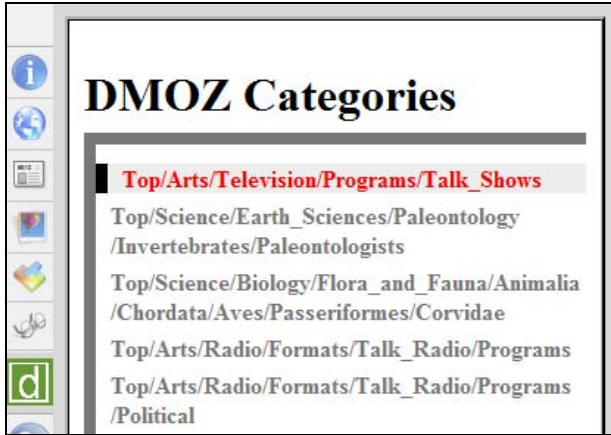 DMOZ Categories
Top/Arts/Television/Programs/Talk_Shows
Top/Science/Earth_Sciences/Paleontology
/Invertebrates/Paleontologists
Top/Science/Biology/Flora_and_Fauna/Animalia
/Chordata/Aves/Passeriformes/Corvidae
Top/Arts/Radio/Formats/Talk_Radio/Programs
Top/Arts/Radio/Formats/Talk_Radio/Programs
/Political
d